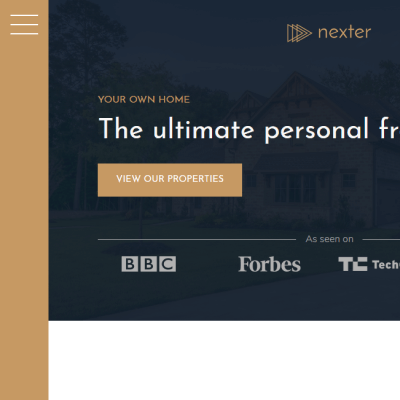 nexter
YOUR OWN HOME
The ultimate personal fr
VIEW OUR PROPERTIES
As seen on
BBC
Forbes
TC Tech